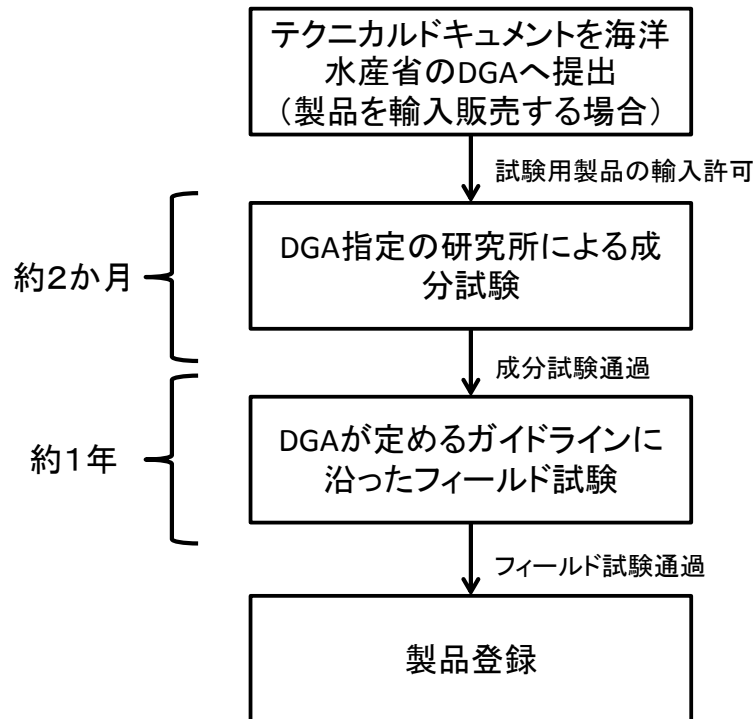 テクニカルドキュメントを海洋
水産省のDGAへ提出
（製品を輸入販売する場合）
試験用製品の輸入許可
約２か月
DGA指定の研究所による成
分試験
成分試験通過
約１年
DGAが定めるガイドラインに
沿ったフィールド試験
フィールド試験通過
製品登録